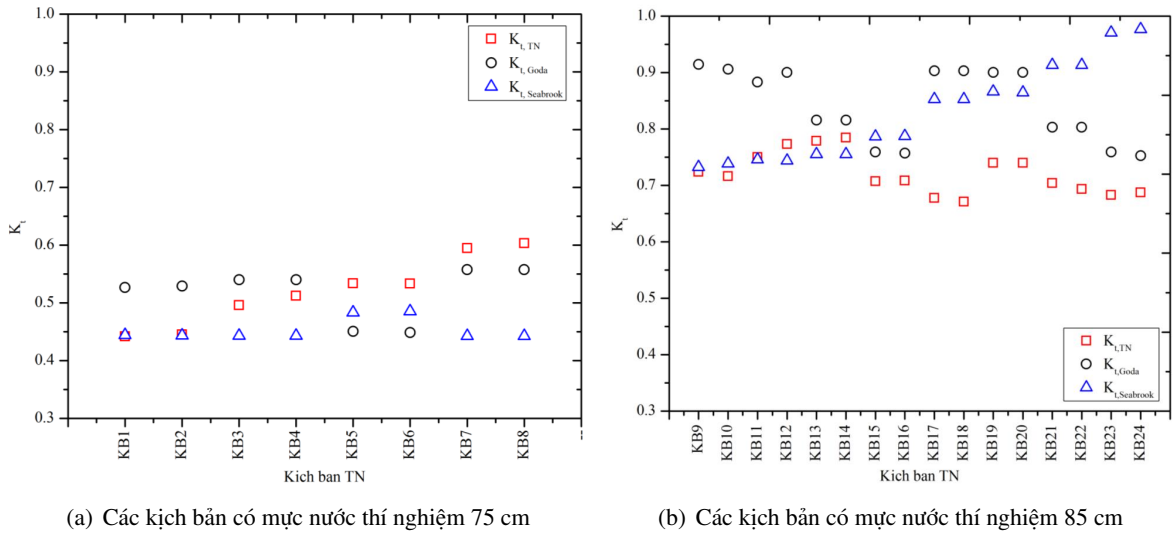 1.0
0.9
0.8
0.7
0.6
0.5
0.4
0.3
K_t
K_t, TN
K_t, Goda
K_t, Seabrook
KB1
KB2
KB3
KB4
KB5
KB6
KB7
KB8
--
Kich ban TN
(a) Các kịch bản có mực nước thí nghiệm 75 cm
1.0
0.9
0.8
0.7
0.6
0.5
0.4
0.3
K_t
K_t,TN
K_t,Goda
K_t,Seabrook
KB9
KB10
KB11
KB12
KB13
KB14
KB15
KB16
KB17
KB18
KB19
KB20
KB21
KB22
KB23
KB24
Kich ban TN
(b) Các kịch bản có mực nước thí nghiệm 85 cm